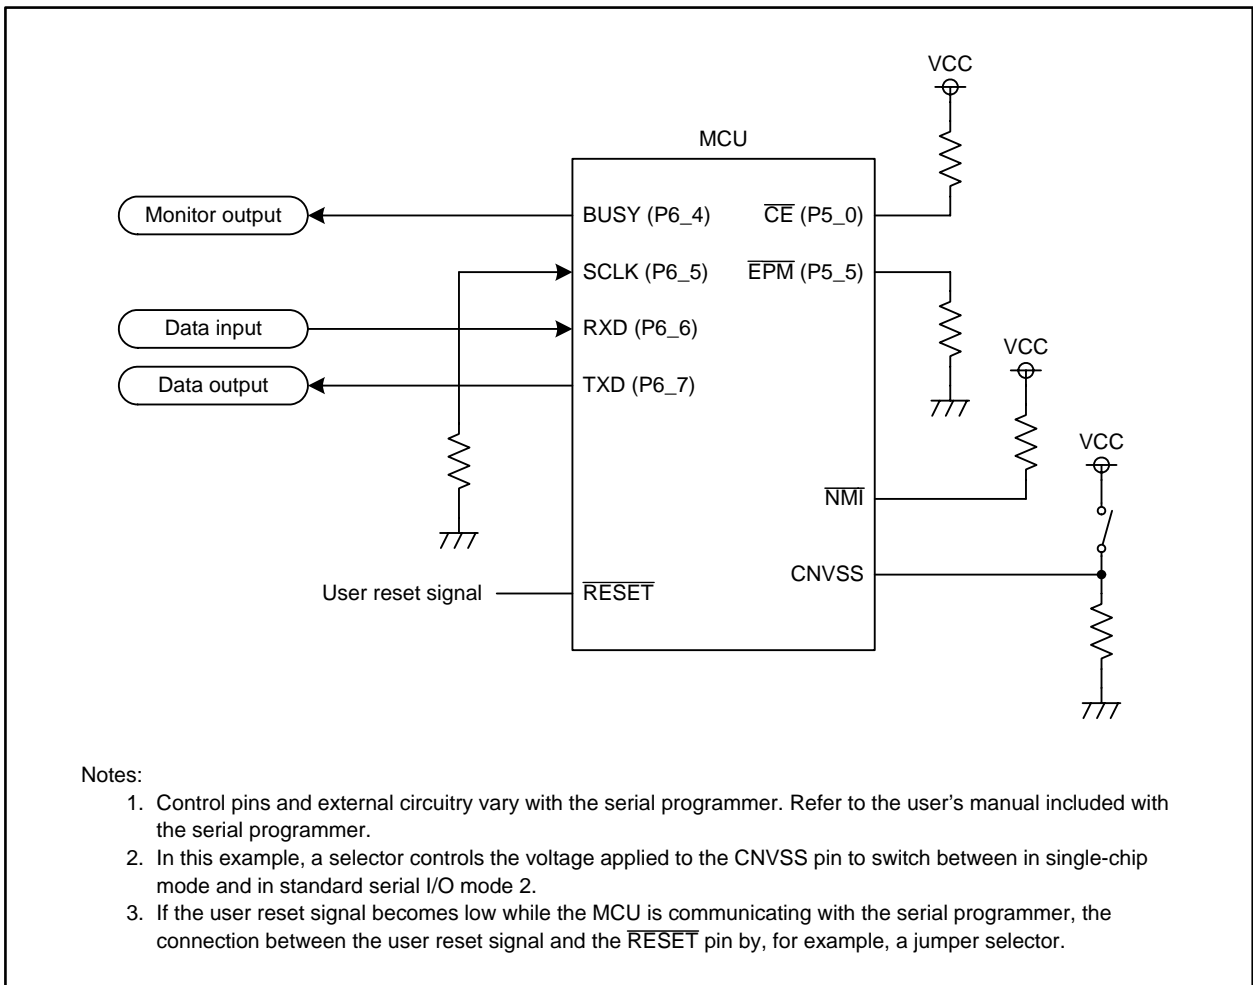 VCC
MCU
Monitor output
BUSY (P6_4)
CE (P5_0)
SCLK (P6_5)
EPM (P5_5)
Data input
RXD (P6_6)
VCC
Data output
TXD (P6_7)
VCC
NMI
CNVSS
User reset signal
RESET
Notes:
1. Control pins and external circuitry vary with the serial programmer. Refer to the user's manual included with
the serial programmer.
2. In this example, a selector controls the voltage applied to the CNVSS pin to switch between in single-chip
mode and in standard serial I/O mode 2.
3. If the user reset signal becomes low while the MCU is communicating with the serial programmer, the
connection between the user reset signal and the RESET pin by, for example, a jumper selector.